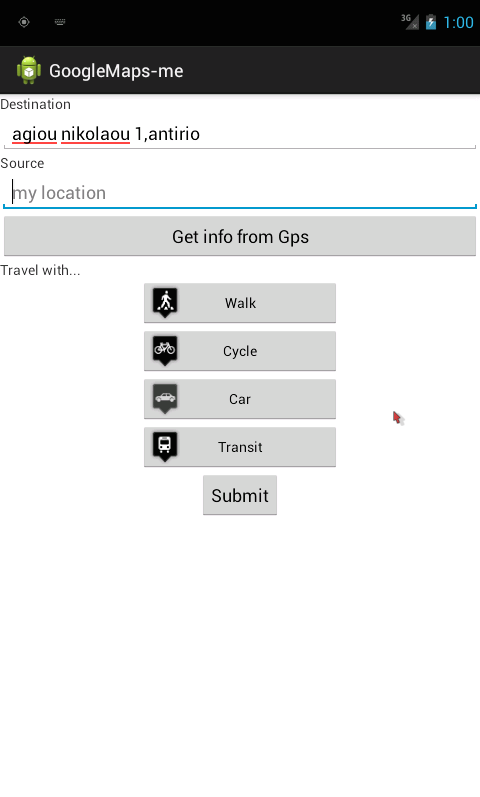 3G 1:00
GoogleMaps-me
Destination
agiou nikolaou 1,antirio
Source
my location
Get info from Gps
Travel with...
Walk
Cycle
Car
Transit
Submit